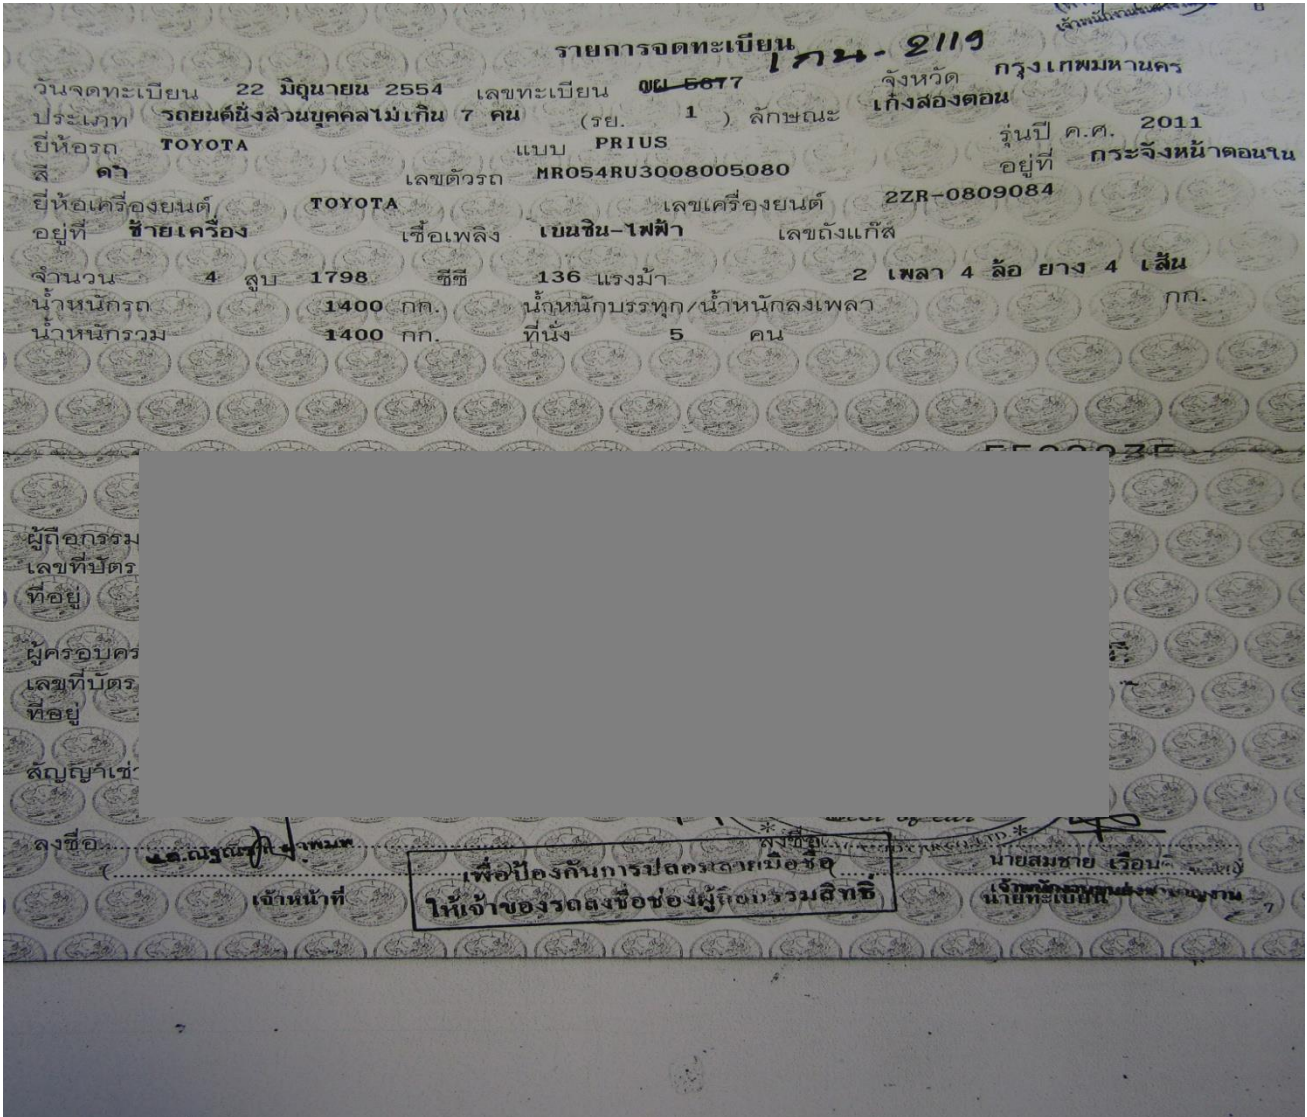 รายการจดทะเบียน
วันจดทะเบียน 22 มิถุนายน 2554 เลขทะเบียน 5877 จังหวัด กรุงเทพมหานคร
2119
ประเภท รถยนต์นั่งส่วนบุคคลไม่เกิน 7 คน (รย. 1 ) ลักษณะ เก๋งสองตอน
ยี่ห้อรถ TOYOTA แบบ PRIUS รุ่นปี ค.ศ. 2011
สี ดำ เลขตัวรถ MR054RU3008005080 อยู่ที่ กระจังหน้าตอนใน
ยี่ห้อเครื่องยนต์ TOYOTA เลขเครื่องยนต์ 2ZR-0809084
อยู่ที่ ซ้ายเครื่อง เชื้อเพลิง เบนซิน-ไฟฟ้า เลขถังแก๊ส
จำนวน 4 สูบ 1798 ซีซี 136 แรงม้า 2 เพลา 4 ล้อ ยาง 4 เส้น
น้ำหนักรถ 1400 กก. น้ำหนักบรรทุก/น้ำหนักลงเพลา กก.
น้ำหนักรวม 1400 กก. ที่นั่ง 5 คน
ผู้ถือกรรม
เลขที่บัตร
ที่อยู่
ผู้ครอบคร
เลขที่บัตร
ที่อยู่
สัญญาเช่
ลงชื่อ ลงชื่อ
นายสมชาย เรือน
เจ้าหน้าที่ นายทะเบียน
เพื่อป้องกันการปลอมลายมือชื่อ
ให้เจ้าของรถลงชื่อช่องผู้ถือกรรมสิทธิ์